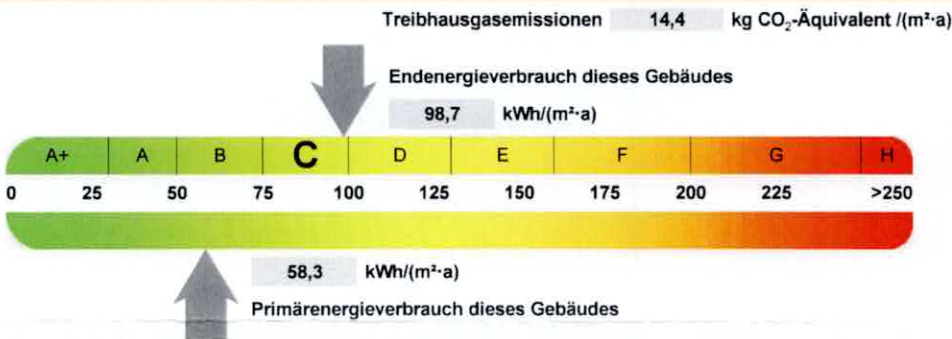 Treibhausgasemissionen 14,4 kg CO₂-Äquivalent /(m²·a)
Endenergieverbrauch dieses Gebäudes
98,7 kWh/(m²·a)
A+ A B C D E F G H
0 25 50 75 100 125 150 175 200 225 >250
58,3 kWh/(m²·a)
Primärenergieverbrauch dieses Gebäudes